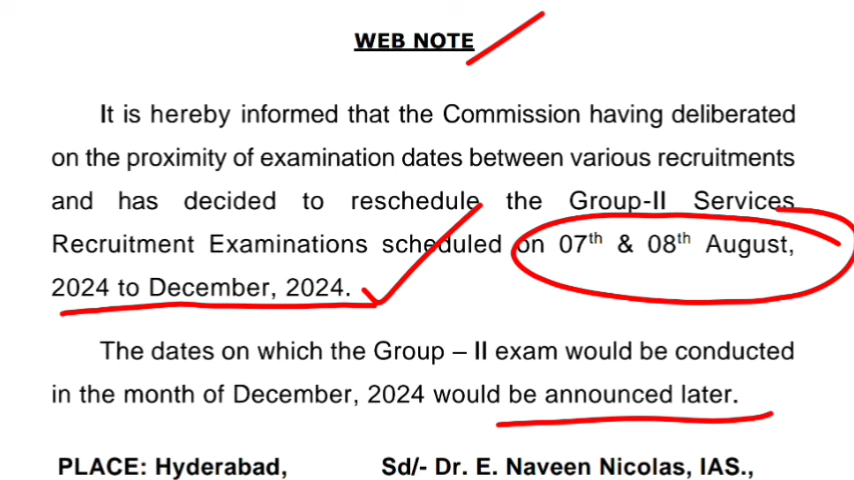 WEB NOTE
It is hereby informed that the Commission having deliberated
on the proximity of examination dates between various recruitments
and has decided to reschedule the Group-II Services
Recruitment Examinations scheduled on 07th & 08th August,
2024 to December, 2024.
The dates on which the Group – II exam would be conducted
in the month of December, 2024 would be announced later.
PLACE: Hyderabad, Sd/- Dr. E. Naveen Nicolas, IAS.,